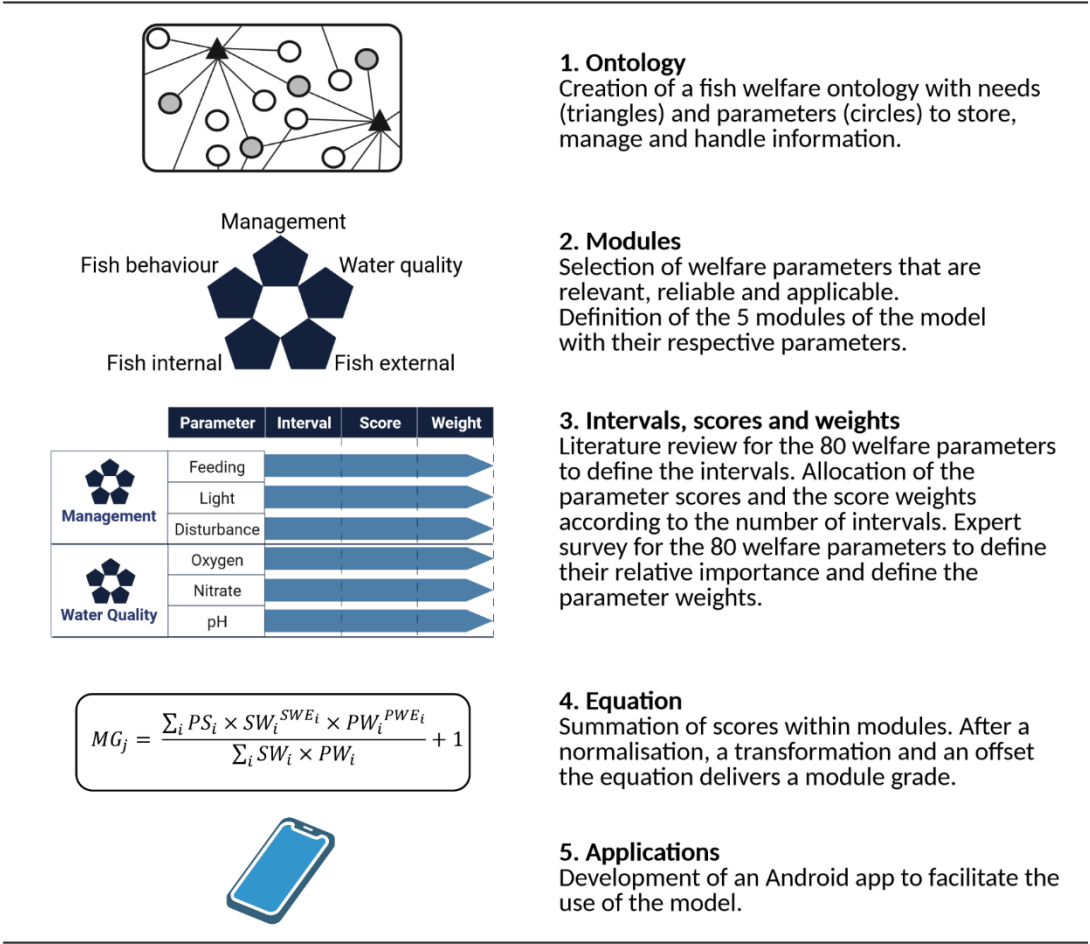 1. Ontology
Creation of a fish welfare ontology with needs
(triangles) and parameters (circles) to store,
manage and handle information.
Management
Fish behaviour
Water quality
Fish internal
Fish external
2. Modules
Selection of welfare parameters that are
relevant, reliable and applicable.
Definition of the 5 modules of the model
with their respective parameters.
Parameter Interval Score Weight
Management
Feeding
Light
Disturbance
Water Quality
Oxygen
Nitrate
pH
3. Intervals, scores and weights
Literature review for the 80 welfare parameters
to define the intervals. Allocation of the
parameter scores and the score weights
according to the number of intervals. Expert
survey for the 80 welfare parameters to define
their relative importance and define the
parameter weights.
$MG_j = \frac{\sum_i PS_i \times SW_i^{SWE_i} \times PW_i^{PWE_i}}{\sum_i SW_i \times PW_i} + 1$
4. Equation
Summation of scores within modules. After a
normalisation, a transformation and an offset
the equation delivers a module grade.
5. Applications
Development of an Android app to facilitate the
use of the model.